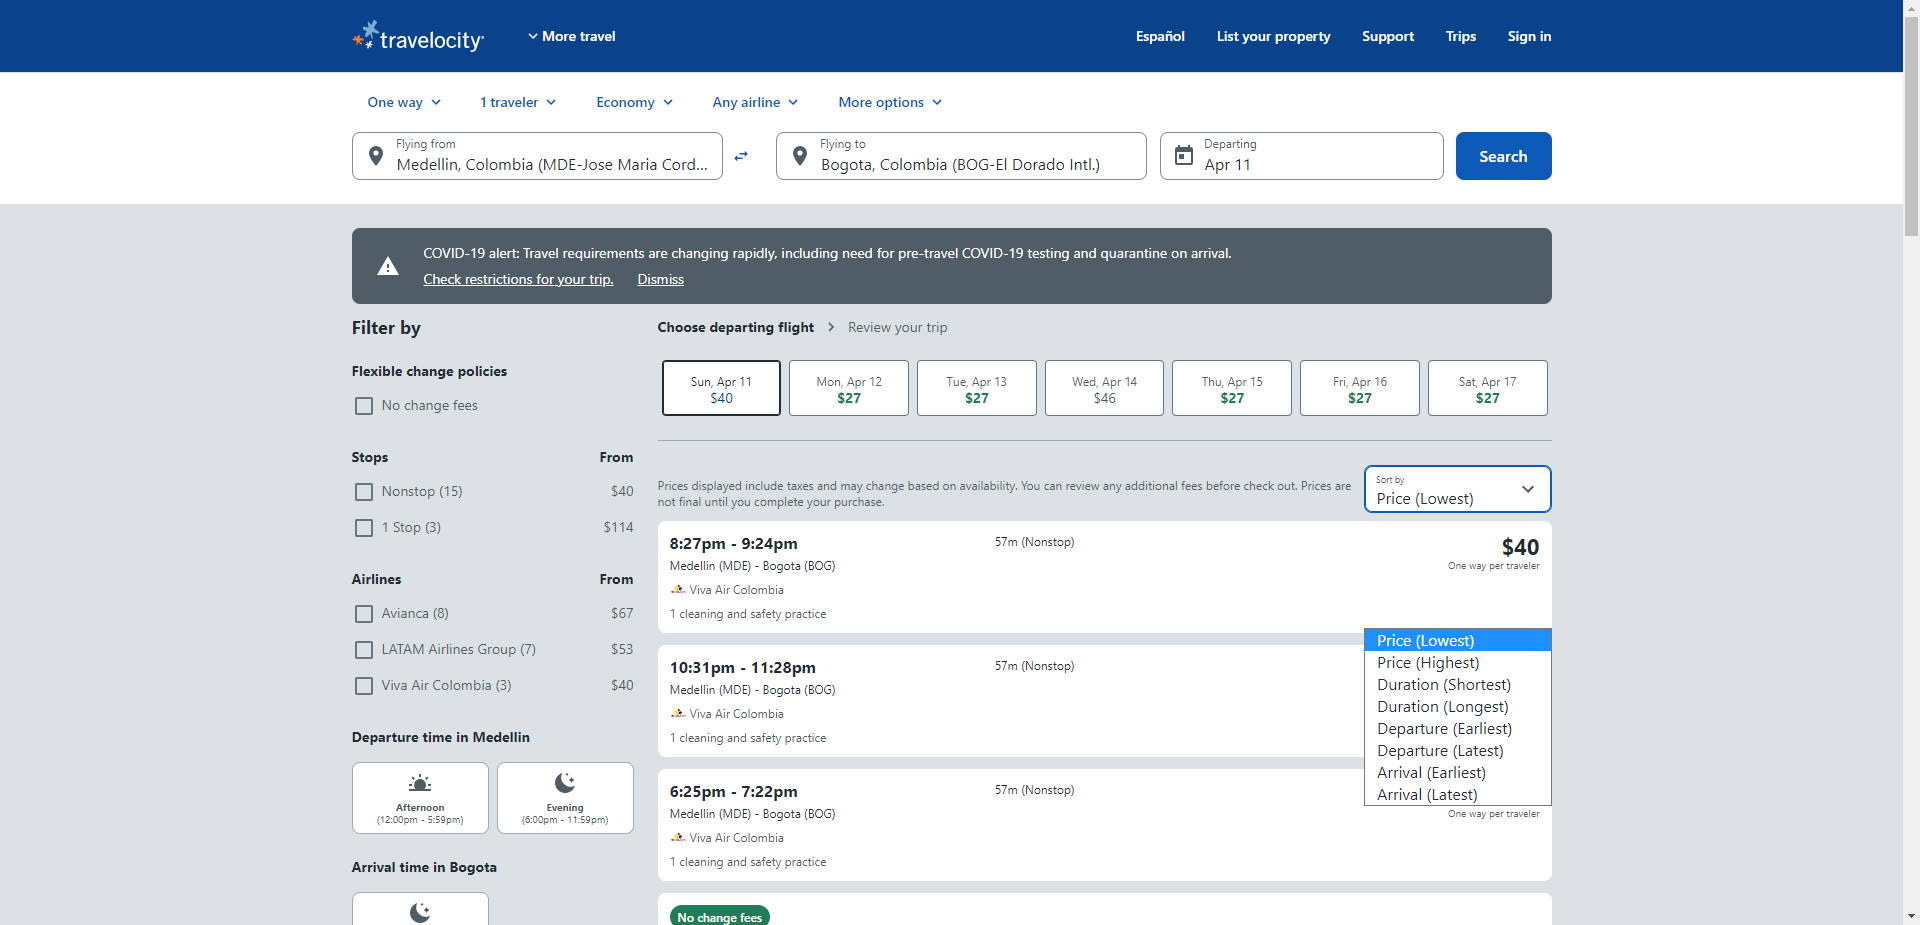 travelocity
More travel
Español
List your property
Support
Trips
Sign in
One way
1 traveler
Economy
Any airline
More options
Flying from
Medellin, Colombia (MDE-Jose Maria Cord...
Flying to
Bogota, Colombia (BOG-El Dorado Intl.)
Departing
Apr 11
Search
COVID-19 alert: Travel requirements are changing rapidly, including need for pre-travel COVID-19 testing and quarantine on arrival.
Check restrictions for your trip.
Dismiss
Filter by
Flexible change policies
No change fees
Stops From
Nonstop (15) $40
1 Stop (3) $114
Airlines From
Avianca (8) $67
LATAM Airlines Group (7) $53
Viva Air Colombia (3) $40
Departure time in Medellin
Afternoon
(12:00pm - 5:59pm)
Evening
(6:00pm - 11:59pm)
Arrival time in Bogota
Choose departing flight
Review your trip
Sun, Apr 11
$40
Mon, Apr 12
$27
Tue, Apr 13
$27
Wed, Apr 14
$46
Thu, Apr 15
$27
Fri, Apr 16
$27
Sat, Apr 17
$27
Prices displayed include taxes and may change based on availability. You can review any additional fees before check out. Prices are
not final until you complete your purchase.
Sort by
Price (Lowest)
8:27pm - 9:24pm
57m (Nonstop)
$40
Medellin (MDE) - Bogota (BOG)
One way per traveler
Viva Air Colombia
1 cleaning and safety practice
10:31pm - 11:28pm
57m (Nonstop)
Medellin (MDE) - Bogota (BOG)
Viva Air Colombia
1 cleaning and safety practice
Price (Lowest)
Price (Highest)
Duration (Shortest)
Duration (Longest)
Departure (Earliest)
Departure (Latest)
Arrival (Earliest)
Arrival (Latest)
6:25pm - 7:22pm
57m (Nonstop)
Medellin (MDE) - Bogota (BOG)
One way per traveler
Viva Air Colombia
1 cleaning and safety practice
No change fees